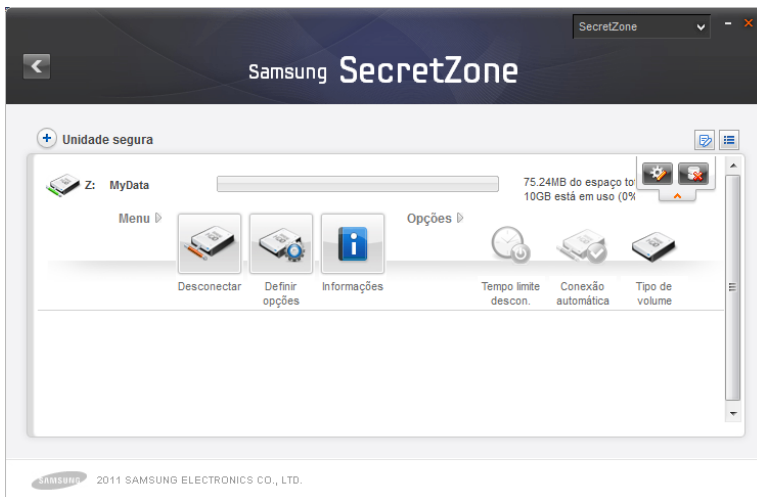 SecretZone
Samsung SecretZone
Unidade segura
Z: MyData
75.24MB do espaço to
10GB está em uso (0%
Menu
Opções
Desconectar
Definir
opções
Informações
Tempo limite
descon.
Conexão
automática
Tipo de
volume
SAMSUNG 2011 SAMSUNG ELECTRONICS CO., LTD.